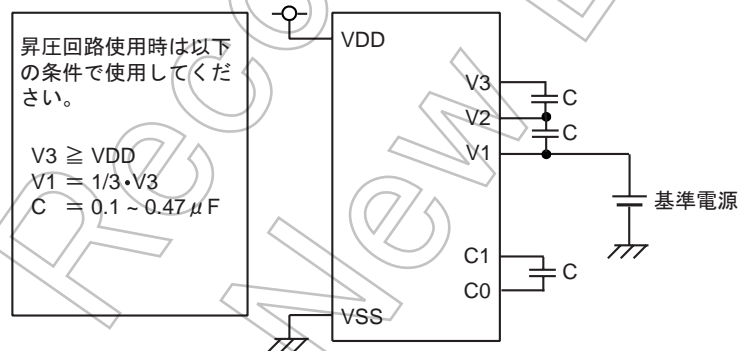 昇圧回路使用時は以下
の条件で使用してくだ
さい。
V3 ≧ VDD
V1 = 1/3・V3
C = 0.1 ~ 0.47 μ F
VDD
V3
C
V2
C
V1
基準電源
C1
C
C0
VSS
Reco
New D